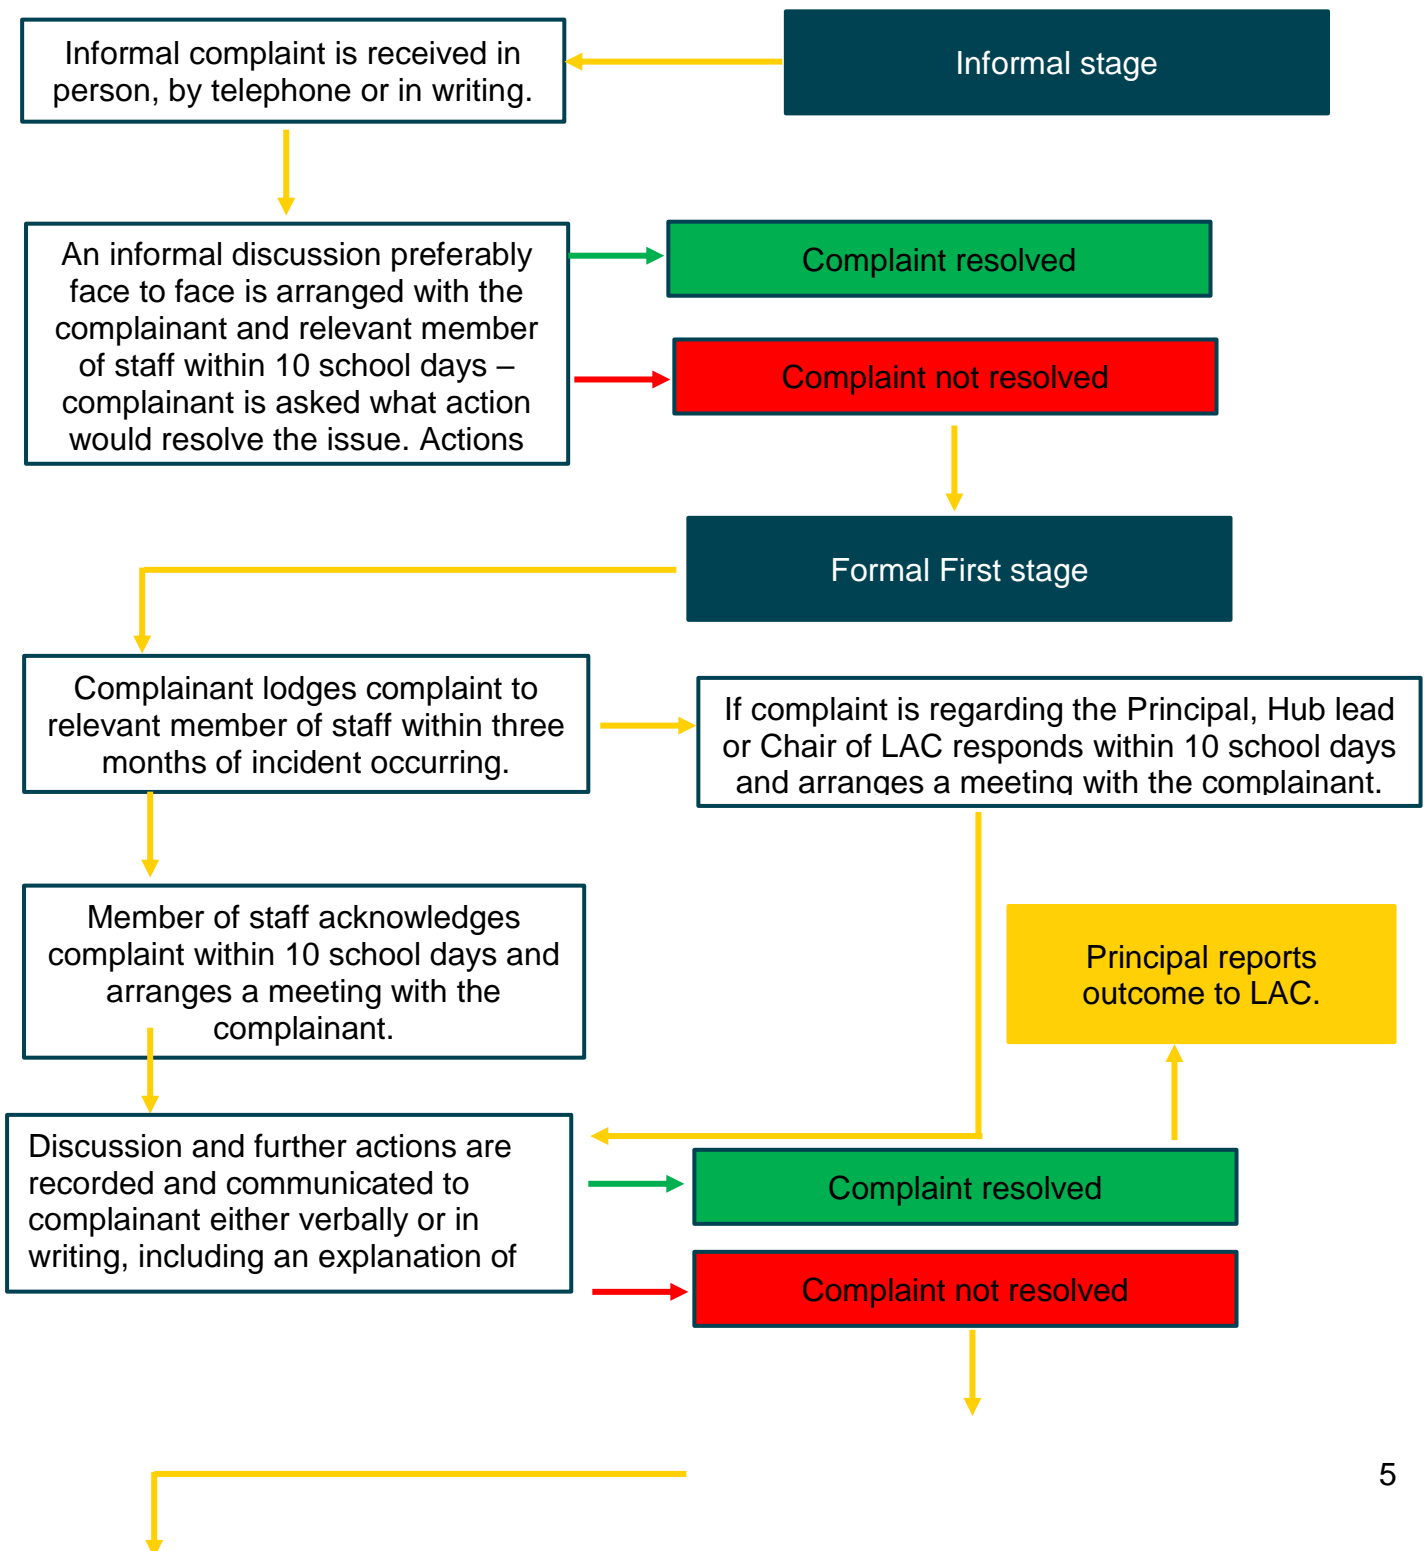 Informal stage
Informal complaint is received in
person, by telephone or in writing.
An informal discussion preferably
face to face is arranged with the
complainant and relevant member
of staff within 10 school days –
complainant is asked what action
would resolve the issue. Actions
Complaint resolved
Complaint not resolved
Formal First stage
Complainant lodges complaint to
relevant member of staff within three
months of incident occurring.
If complaint is regarding the Principal, Hub lead
or Chair of LAC responds within 10 school days
and arranges a meeting with the complainant.
Member of staff acknowledges
complaint within 10 school days and
arranges a meeting with the
complainant.
Principal reports
outcome to LAC.
Discussion and further actions are
recorded and communicated to
complainant either verbally or in
writing, including an explanation of
Complaint resolved
Complaint not resolved
5